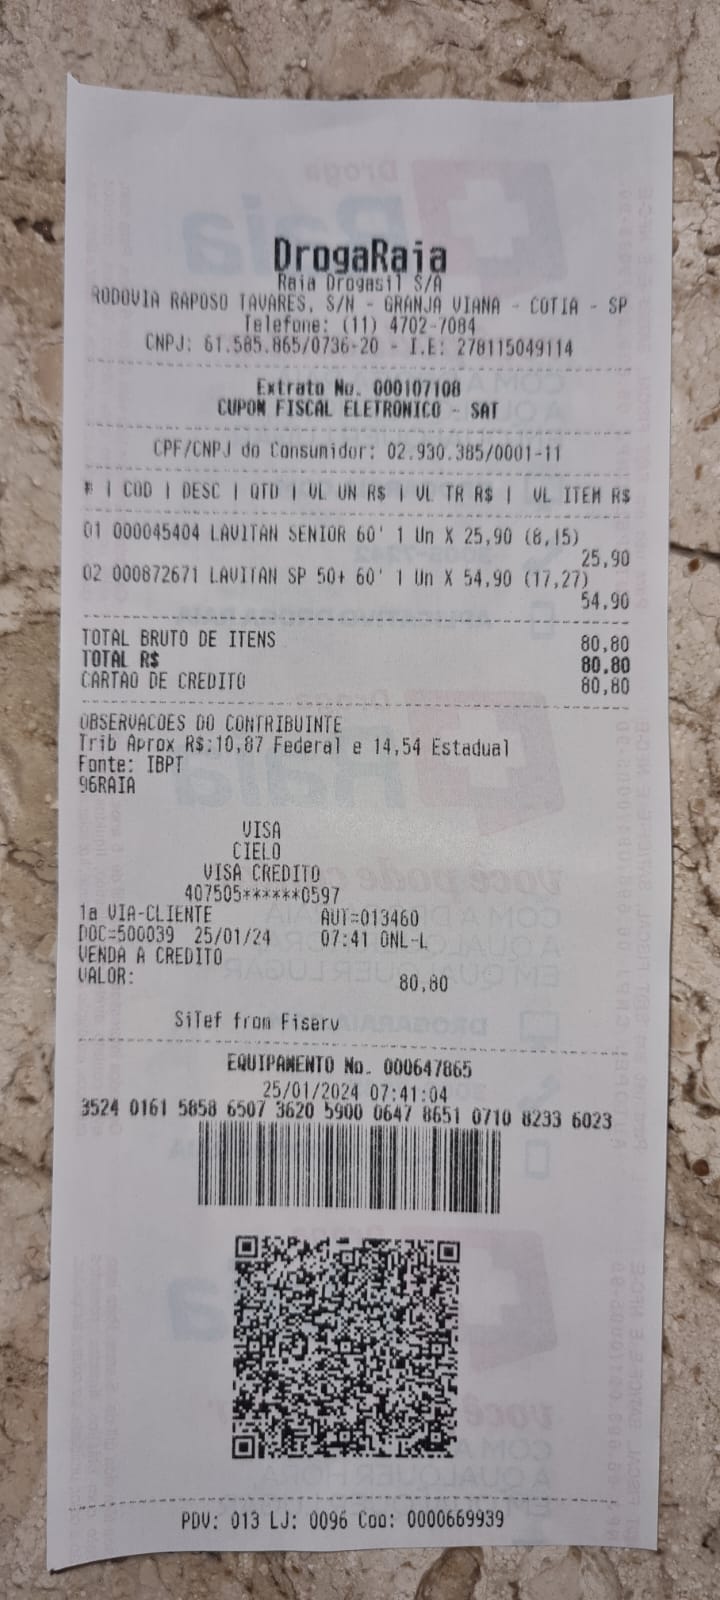 DrogaRaia
Raia Drogasil S/A
RODOVIA RAPOSO TAVARES, S/N - GRANJA VIANA - COTIA - SP
Telefone: (11) 4702-7084
CNPJ: 61.585.865/0736-20 - I.E: 278115049114
Extrato No. 000107108
CUPOM FISCAL ELETRONICO - SAT
CPF/CNPJ do Consumidor: 02.930.385/0001-11
# | COD | DESC | QTD | VL UN R$ | VL TR R$ | VL ITEM R$
01 000045404 LAVITAN SENIOR 60' 1 Un X 25,90 (8,15)
25,90
02 000872671 LAVITAN SP 50+ 60' 1 Un X 54,90 (17,27)
54,90
TOTAL BRUTO DE ITENS 80,80
TOTAL R$ 80,80
CARTAO DE CREDITO 80,80
OBSERVACOES DO CONTRIBUINTE
Trib Aprox R$:10,87 Federal e 14,54 Estadual
Fonte: IBPT
96RAIA
VISA
CIELO
VISA CREDITO
407505******0597
1a VIA-CLIENTE AUT=013460
DOC=500039 25/01/24 07:41 ONL-L
VENDA A CREDITO
VALOR: 80,80
SiTef from Fiserv
EQUIPAMENTO No. 000647865
25/01/2024 07:41:04
3524 0161 5858 6507 3620 5900 0647 8651 0710 8233 6023
PDV: 013 LJ: 0096 Coo: 0000669939